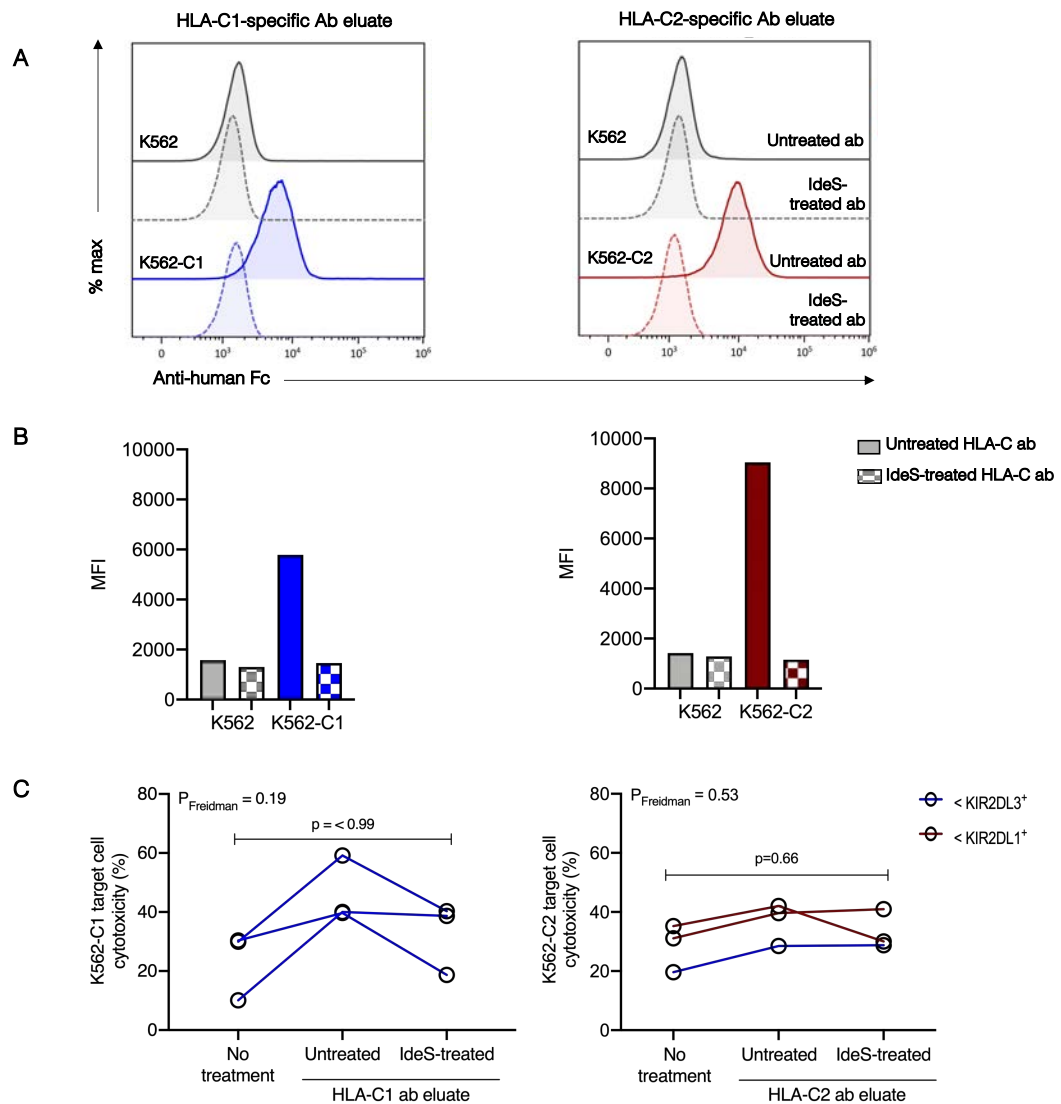 HLA-C1-specific Ab eluate
HLA-C2-specific Ab eluate
A
% max
K562
K562-C1
0 10³ 10⁴ 10⁵ 10⁶
K562
Untreated ab
IdeS-
treated ab
K562-C2
Untreated ab
IdeS-
treated ab
0 10³ 10⁴ 10⁵ 10⁶
Anti-human Fc
B
MFI
10000
8000
6000
4000
2000
0
K562 K562-C1
MFI
10000
8000
6000
4000
2000
0
K562 K562-C2
Untreated HLA-C ab
IdeS-treated HLA-C ab
C
K562-C1 target cell
cytotoxicity (%)
80
60
40
20
0
PFreidman = 0.19
p = < 0.99
No
treatment
Untreated IdeS-treated
HLA-C1 ab eluate
K562-C2 target cell
cytotoxicity (%)
80
60
40
20
0
PFreidman = 0.53
p=0.66
No
treatment
Untreated IdeS-treated
HLA-C2 ab eluate
< KIR2DL3⁺
< KIR2DL1⁺